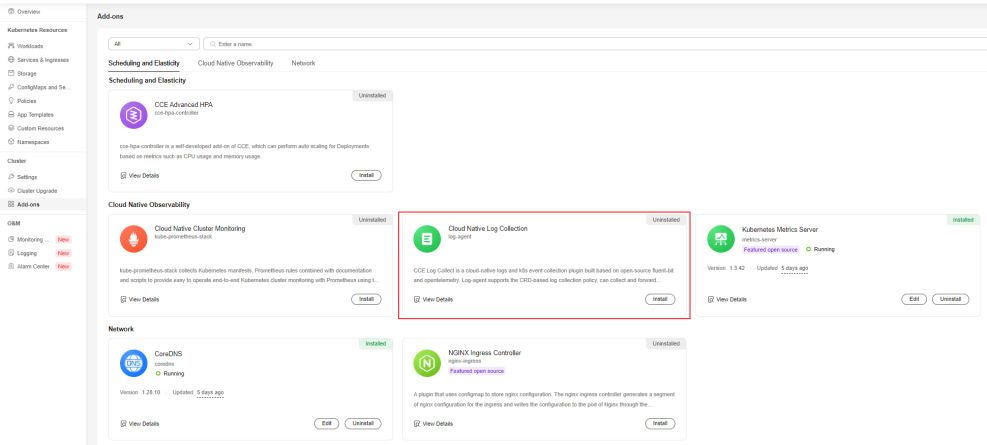 Overview
Kubernetes Resources
Workloads
Services & Ingresses
Storage
ConfigMaps and Se...
Policies
App Templates
Custom Resources
Namespaces
Cluster
Settings
Cluster Upgrade
Add-ons
O&M
Monitoring ... New
Logging New
Alarm Center New
Add-ons
All
Enter a name.
Scheduling and Elasticity Cloud Native Observability Network
Scheduling and Elasticity
Uninstalled
CCE Advanced HPA
cce-hpa-controller
cce-hpa-controller is a self-developed add-on of CCE, which can perform auto scaling for Deployments
based on metrics such as CPU usage and memory usage.
View Details Install
Cloud Native Observability
Uninstalled
Cloud Native Cluster Monitoring
kube-prometheus-stack
kube-prometheus-stack collects Kubernetes manifests, Prometheus rules combined with documentation
and scripts to provide easy to operate end-to-end Kubernetes cluster monitoring with Prometheus using t...
View Details Install
Uninstalled
Cloud Native Log Collection
log-agent
CCE Log Collect is a cloud-native logs and k8s event collection plugin built based on open-source fluent-bit
and opentelemetry. Log-agent supports the CRD-based log collection policy, can collect and forward...
View Details Install
Installed
Kubernetes Metrics Server
metrics-server
Featured open source Running
Version 1.3.42 Updated 5 days ago
View Details Edit Uninstall
Network
Installed
DNS
CoreDNS
coredns
Running
Version 1.28.10 Updated 5 days ago
View Details Edit Uninstall
Uninstalled
N
NGINX Ingress Controller
nginx-ingress
Featured open source
A plugin that uses configmap to store nginx configuration. The nginx ingress controller generates a segment
of nginx configuration for the ingress and writes the configuration to the pod of Nginx through the...
View Details Install